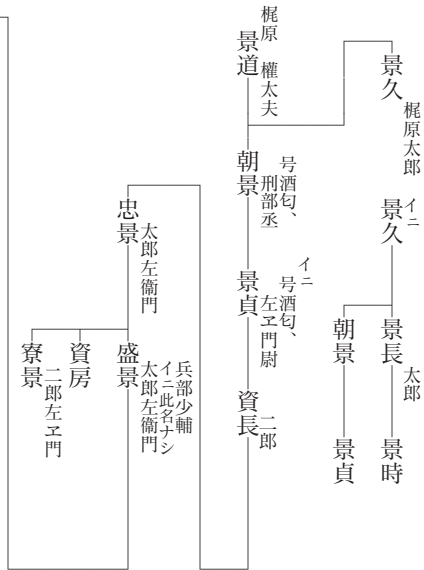 景久
梶原太郎
イニ
景久
景長
太郎
景時
朝景
景貞
梶原
景道
權太夫
朝景
号酒匂、
刑部丞
イニ
景貞
号酒匂、
左ヱ門尉
資長
二郎
忠景
太郎左衞門
盛景
兵部少輔
イニ此名ナシ
太郎左衞門
資房
寮景
二郎左ヱ門